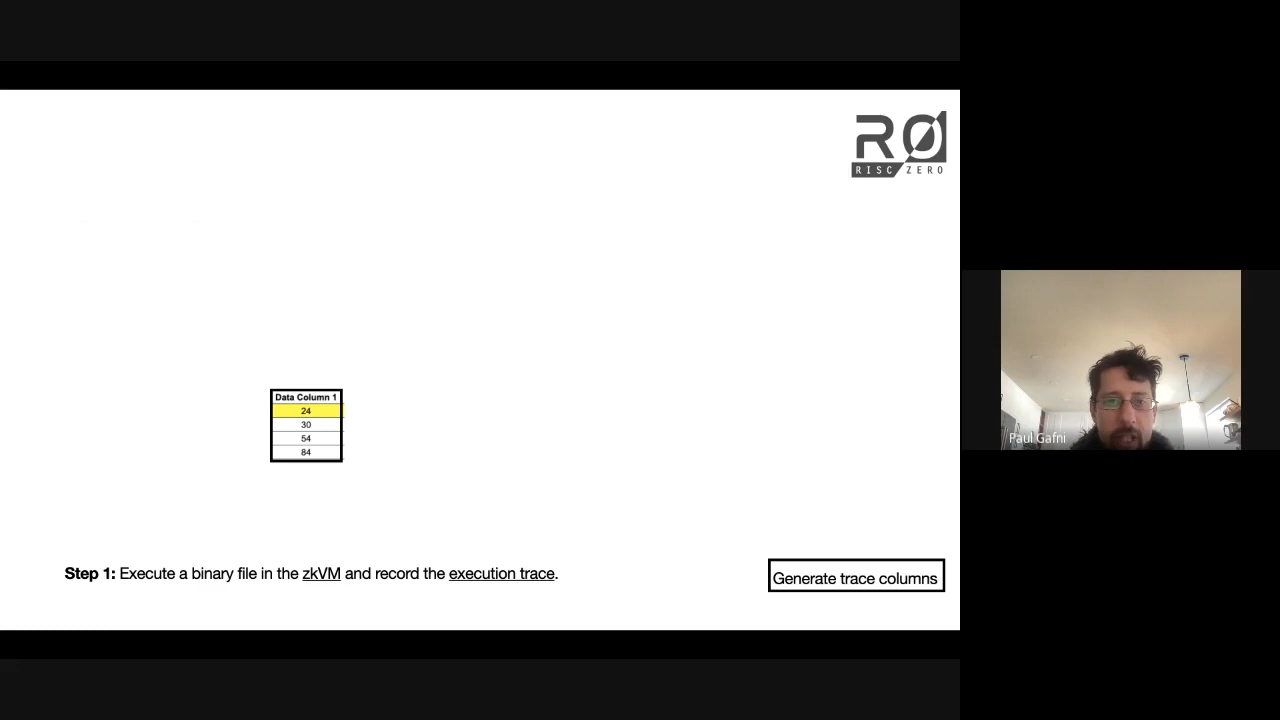 RØ
RISC ZERO
Data Column 1
24
30
54
84
Paul Gafni
Step 1: Execute a binary file in the zkVM and record the execution trace.
Generate trace columns